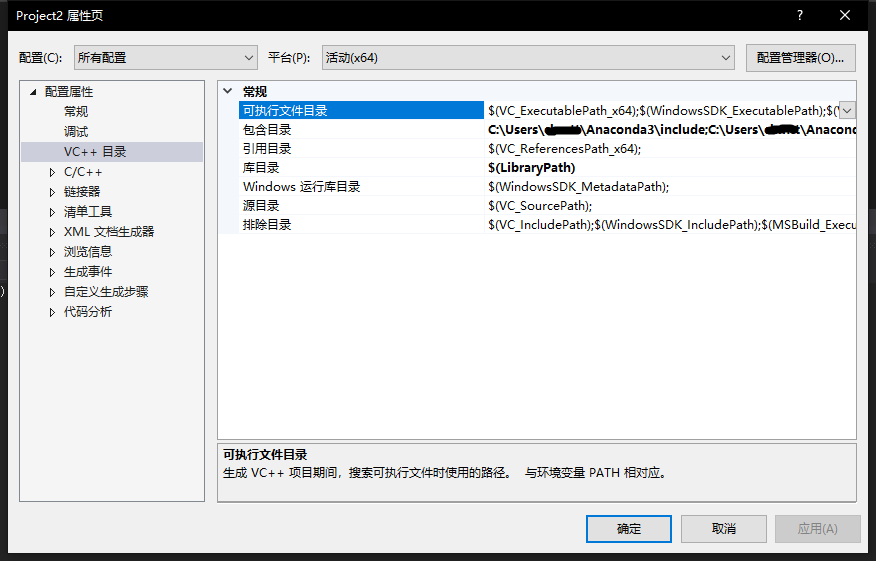 Project2 属性页
配置(C): 所有配置 平台(P): 活动(x64) 配置管理器(O)...
配置属性
常规
调试
VC++ 目录
C/C++
链接器
清单工具
XML 文档生成器
浏览信息
生成事件
自定义生成步骤
代码分析
常规
可执行文件目录 $(VC_ExecutablePath_x64);$(WindowsSDK_ExecutablePath);$(
包含目录 C:\Users\ \Anaconda3\include;C:\Users\ \Anacond
引用目录 $(VC_ReferencesPath_x64);
库目录 $(LibraryPath)
Windows 运行库目录 $(WindowsSDK_MetadataPath);
源目录 $(VC_SourcePath);
排除目录 $(VC_IncludePath);$(WindowsSDK_IncludePath);$(MSBuild_Execu
可执行文件目录
生成 VC++ 项目期间，搜索可执行文件时使用的路径。 与环境变量 PATH 相对应。
确定 取消 应用(A)